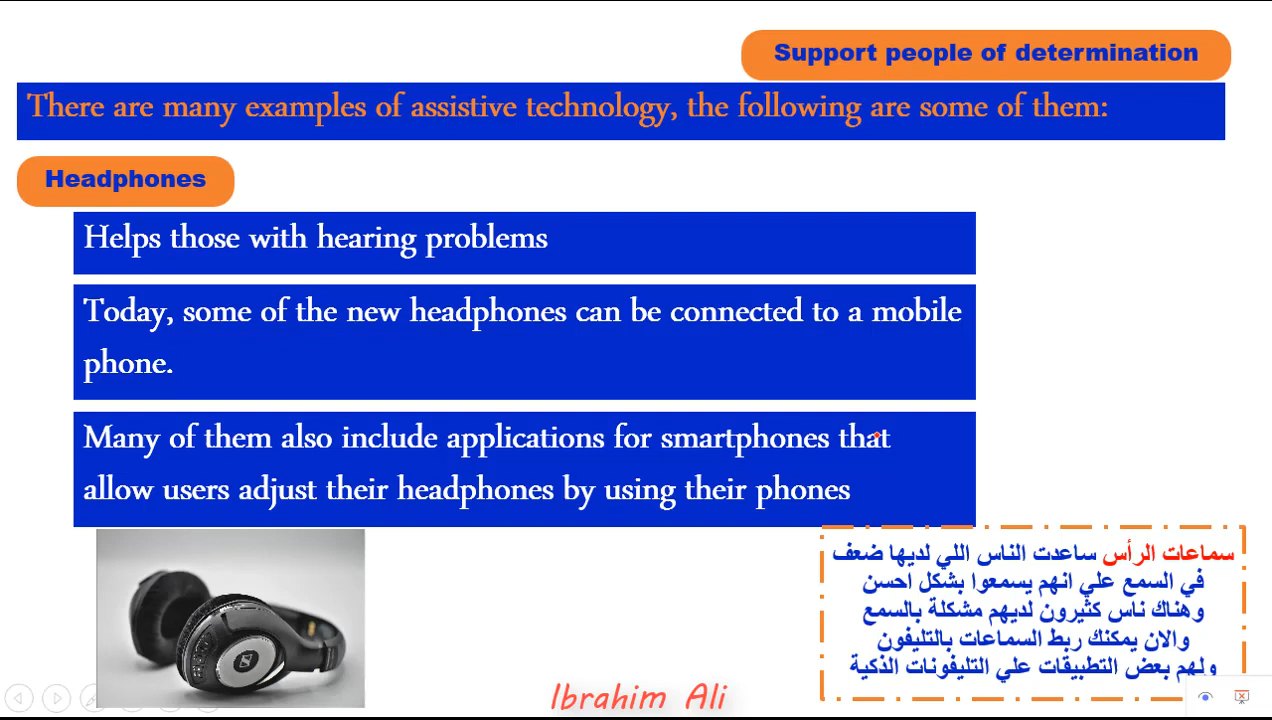 Support people of determination
There are many examples of assistive technology, the following are some of them:
Headphones
Helps those with hearing problems
Today, some of the new headphones can be connected to a mobile
phone.
Many of them also include applications for smartphones that
allow users adjust their headphones by using their phones
سماعات الرأس ساعدت الناس اللي لديها ضعف
في السمع علي انهم يسمعوا بشكل احسن
وهناك ناس كثيرون لديهم مشكلة بالسمع
والان يمكنك ربط السماعات بالتليفون
ولهم بعض التطبيقات علي التليفونات الذكية
Ibrahim Ali